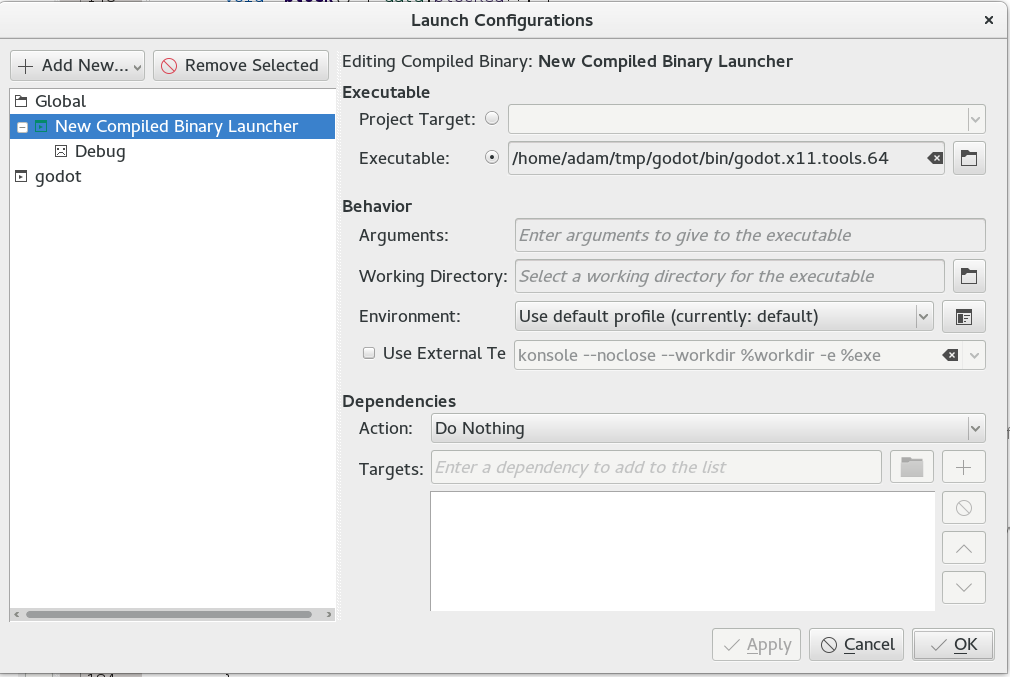 Launch Configurations
Add New...
Remove Selected
Editing Compiled Binary: New Compiled Binary Launcher
Global
New Compiled Binary Launcher
Debug
godot
Executable
Project Target:
Executable: /home/adam/tmp/godot/bin/godot.x11.tools.64
Behavior
Arguments: Enter arguments to give to the executable
Working Directory: Select a working directory for the executable
Environment: Use default profile (currently: default)
Use External Te konsole --noclose --workdir %workdir -e %exe
Dependencies
Action: Do Nothing
Targets: Enter a dependency to add to the list
Apply
Cancel
OK